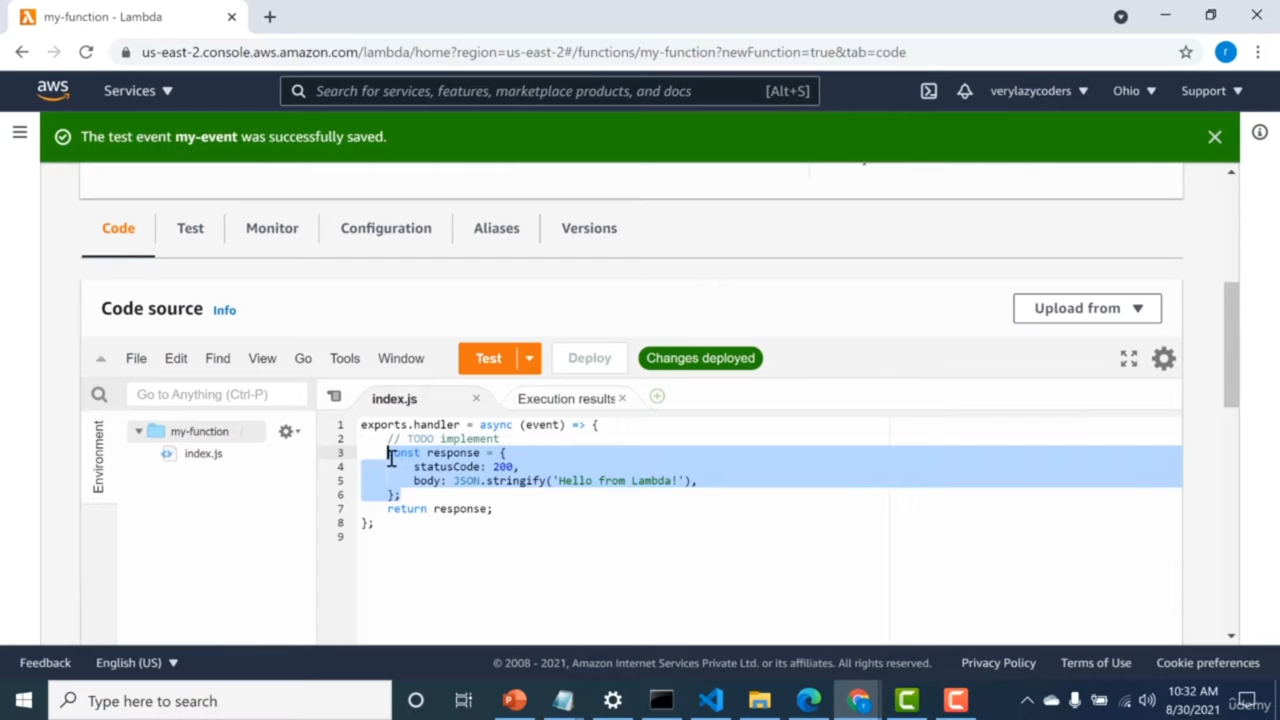 my-function - Lambda
us-east-2.console.aws.amazon.com/lambda/home?region=us-east-2#/functions/my-function?newFunction=true&tab=code
r
aws Services Search for services, features, marketplace products, and docs [Alt+S] verylazycoders Ohio Support
The test event my-event was successfully saved.
Code Test Monitor Configuration Aliases Versions
Code source Info Upload from
File Edit Find View Go Tools Window Test Deploy Changes deployed
Go to Anything (Ctrl-P) index.js Execution results
Environment
my-function /
index.js
1 exports.handler = async (event) => {
2 // TODO implement
3 const response = {
4 statusCode: 200,
5 body: JSON.stringify('Hello from Lambda!'),
6 };
7 return response;
8 };
9
Feedback English (US) © 2008 - 2021, Amazon Internet Services Private Ltd. or its affiliates. All rights reserved. Privacy Policy Terms of Use Cookie preferences
Type here to search
10:32 AM
8/30/2021
udemy